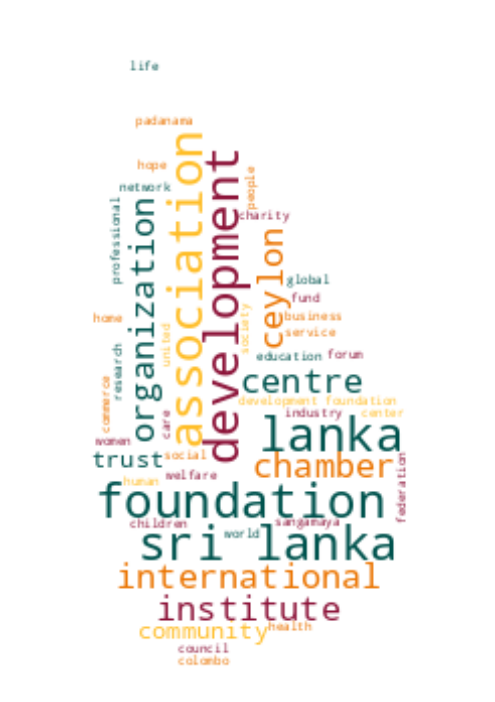 life
padanama
association
development
hope
people
network
professional
organization
charity
ceylon
global
fund
home
business
society
united
service
research
education forum
centre
commerce
development foundation
care
industry center
women
lanka
trust
social
chamber
federation
welfare
human
foundation
children
sangamaya
world
sri lanka
international
institute
community
health
council
colombo